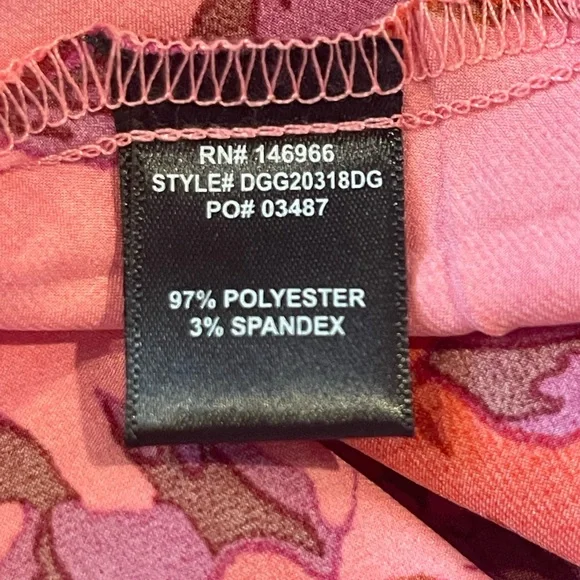 RN# 146966
STYLE# DGG20318DG
PO# 03487
97% POLYESTER
3% SPANDEX